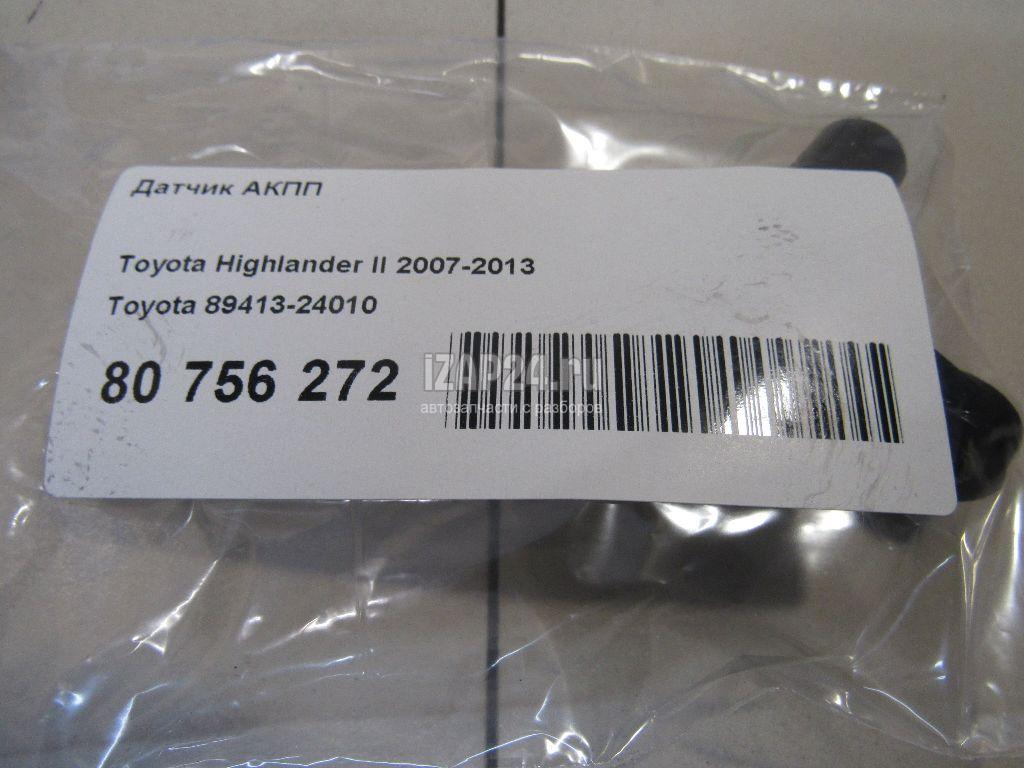 Датчик АКПП
Toyota Highlander II 2007-2013
Toyota 89413-24010
80 756 272
iZAP24.ru
автозапчасти с разборов